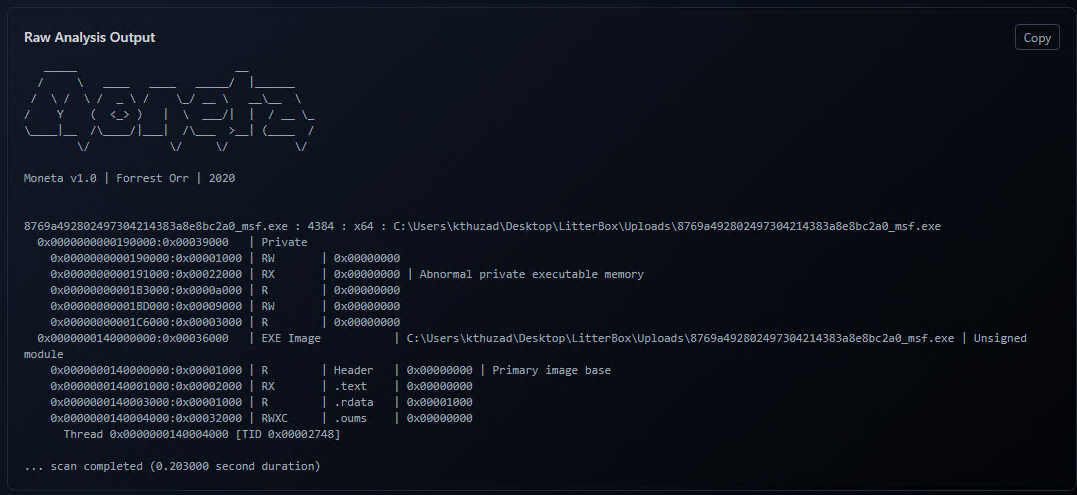 Raw Analysis Output
Copy
Moneta
Moneta v1.0 | Forrest Orr | 2020
8769a492802497304214383a8e8bc2a0_msf.exe : 4384 : x64 : C:\Users\kthuzad\Desktop\LitterBox\Uploads\8769a492802497304214383a8e8bc2a0_msf.exe
0x0000000000190000:0x00039000 | Private
0x0000000000190000:0x00001000 | RW | 0x00000000
0x0000000000191000:0x00022000 | RX | 0x00000000 | Abnormal private executable memory
0x00000000001B3000:0x0000a000 | R | 0x00000000
0x00000000001BD000:0x00009000 | RW | 0x00000000
0x00000000001C6000:0x00003000 | R | 0x00000000
0x0000000140000000:0x00036000 | EXE Image | C:\Users\kthuzad\Desktop\LitterBox\Uploads\8769a492802497304214383a8e8bc2a0_msf.exe | Unsigned
module
0x0000000140000000:0x00001000 | R | Header | 0x00000000 | Primary image base
0x0000000140001000:0x00002000 | RX | .text | 0x00000000
0x0000000140003000:0x00001000 | R | .rdata | 0x00001000
0x0000000140004000:0x00032000 | RWXC | .oums | 0x00000000
Thread 0x0000000140004000 [TID 0x00002748]
... scan completed (0.203000 second duration)